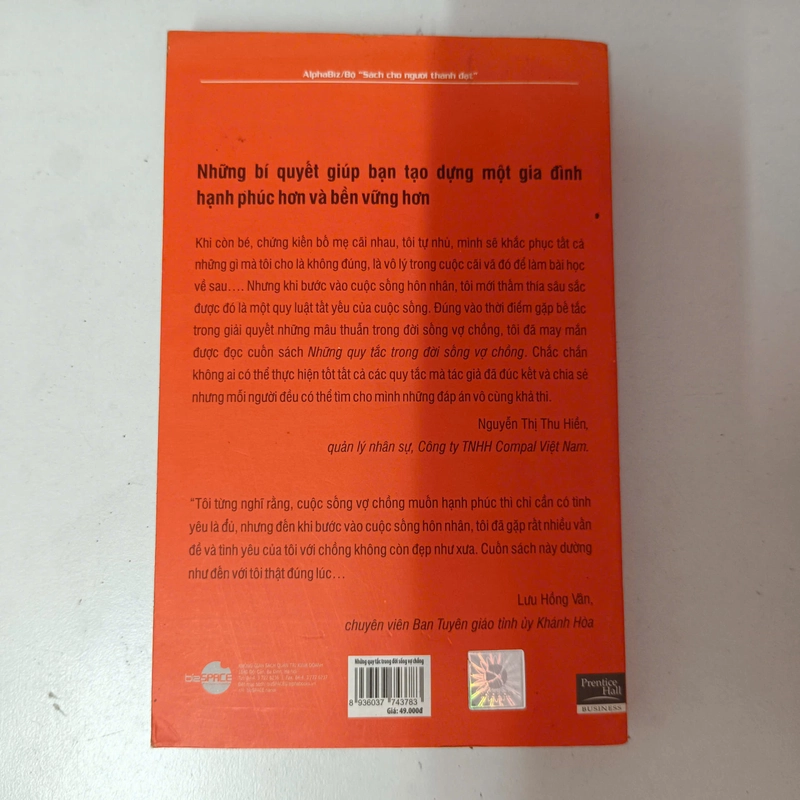 AlphaBiz/Bộ "Sách cho người thành đạt"
Những bí quyết giúp bạn tạo dựng một gia đình
hạnh phúc hơn và bền vững hơn
Khi còn bé, chứng kiến bố mẹ cãi nhau, tôi tự nhủ, mình sẽ khắc phục tất cả
những gì mà tôi cho là không đúng, là vô lý trong cuộc cãi vã đó để làm bài học
về sau.... Nhưng khi bước vào cuộc sống hôn nhân, tôi mới thấm thía sâu sắc
được đó là một quy luật tất yếu của cuộc sống. Đúng vào thời điểm gặp bế tắc
trong giải quyết những mâu thuẫn trong đời sống vợ chồng, tôi đã may mắn
được đọc cuốn sách Những quy tắc trong đời sống vợ chồng. Chắc chắn
không ai có thể thực hiện tốt tất cả các quy tắc mà tác giả đã đúc kết và chia sẻ
nhưng mỗi người đều có thể tìm cho mình những đáp án vô cùng khả thi.
Nguyễn Thị Thu Hiền,
quản lý nhân sự, Công ty TNHH Compal Việt Nam.
"Tôi từng nghĩ rằng, cuộc sống vợ chồng muốn hạnh phúc thì chỉ cần có tình
yêu là đủ, nhưng đến khi bước vào cuộc sống hôn nhân, tôi đã gặp rất nhiều vấn
đề và tình yêu của tôi với chồng không còn đẹp như xưa. Cuốn sách này dường
như đến với tôi thật đúng lúc...
Lưu Hồng Vân,
chuyên viên Ban Tuyên giáo tỉnh ủy Khánh Hòa
bizSPACE
Những quy tắc trong đời sống vợ chồng
8 936037 743783
Giá: 49.000đ
Prentice
Hall
BUSINESS